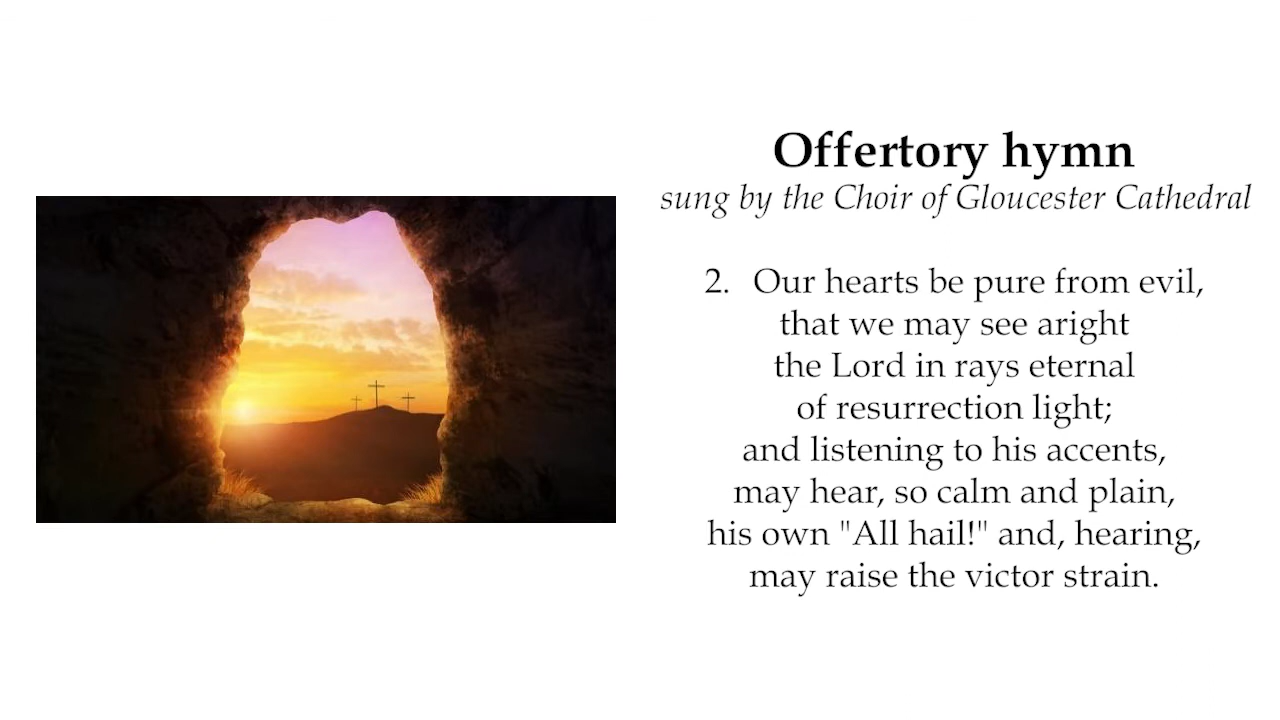 Offertory hymn
sung by the Choir of Gloucester Cathedral
2. Our hearts be pure from evil,
that we may see aright
the Lord in rays eternal
of resurrection light;
and listening to his accents,
may hear, so calm and plain,
his own "All hail!" and, hearing,
may raise the victor strain.